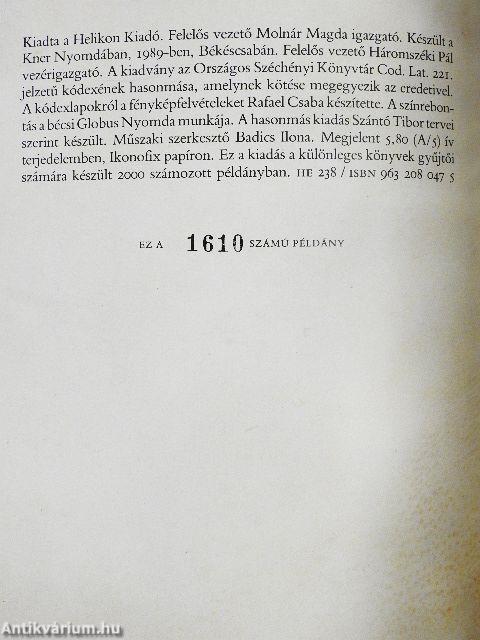 Kiadta a Helikon Kiadó. Felelős vezető Molnár Magda igazgató. Készült a
Kner Nyomdában, 1989-ben, Békéscsabán. Felelős vezető Háromszéki Pál
vezérigazgató. A kiadvány az Országos Széchényi Könyvtár Cod. Lat. 221.
jelzetű kódexének hasonmása, amelynek kötése megegyezik az eredetivel.
A kódexlapokról a fényképfelvételeket Rafael Csaba készítette. A színrebon-
tás a bécsi Globus Nyomda munkája. A hasonmás kiadás Szántó Tibor tervei
szerint készült. Műszaki szerkesztő Badics Ilona. Megjelent 5,80 (A/5) ív
terjedelemben, Ikonofix papíron. Ez a kiadás a különleges könyvek gyűjtői
számára készült 2000 számozott példányban. HE 238 / ISBN 963 208 047 5
EZ A 1610 SZÁMÚ PÉLDÁNY
Antikvárium.hu